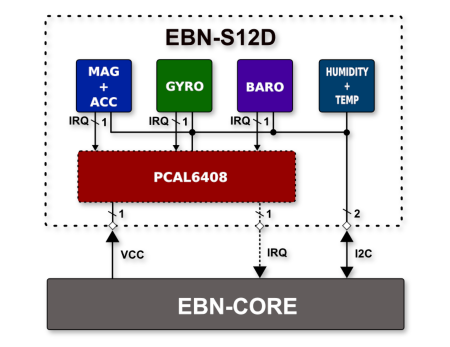 EBN-S12D
MAG
+
ACC
GYRO
BARO
HUMIDITY
+
TEMP
IRQ 1
IRQ 1
IRQ 1
PCAL6408
1
1
2
VCC
IRQ
I2C
EBN-CORE